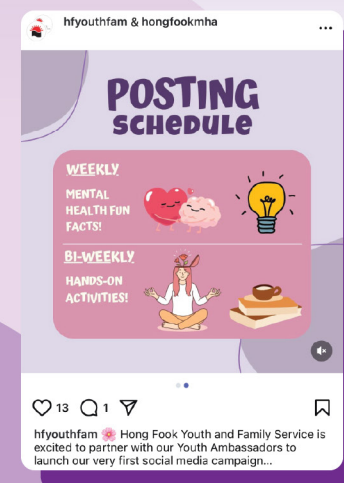 hfyouthfam & hongfookmha
POSTING
SCHEDULE
WEEKLY
MENTAL
HEALTH FUN
FACTS!
BI-WEEKLY
HANDS-ON
ACTIVITIES!
13 1
hfyouthfam 🌸 Hong Fook Youth and Family Service is
excited to partner with our Youth Ambassadors to
launch our very first social media campaign...